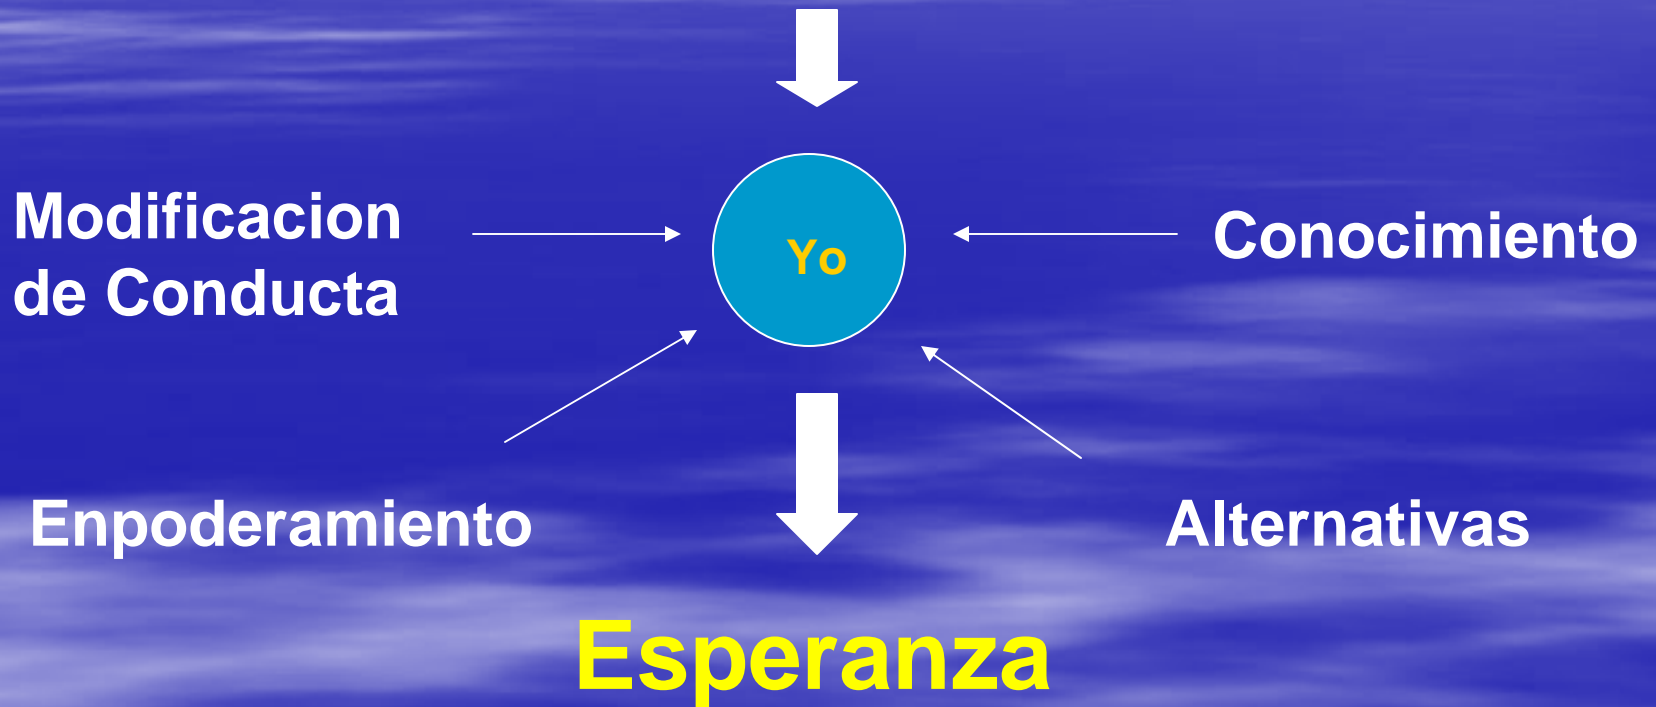 Modificacion
de Conducta
Yo
Conocimiento
Enpoderamiento
Alternativas
Esperanza